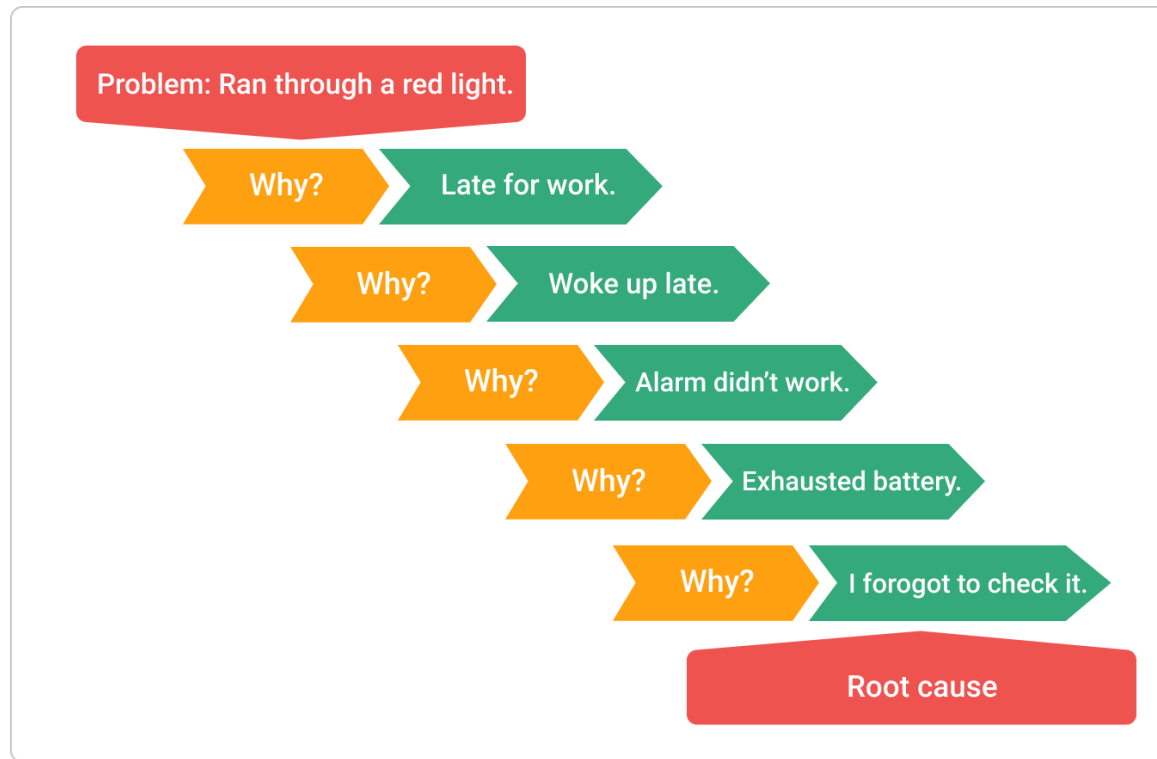 Problem: Ran through a red light.
Why? Late for work.
Why? Woke up late.
Why? Alarm didn’t work.
Why? Exhausted battery.
Why? I forogot to check it.
Root cause